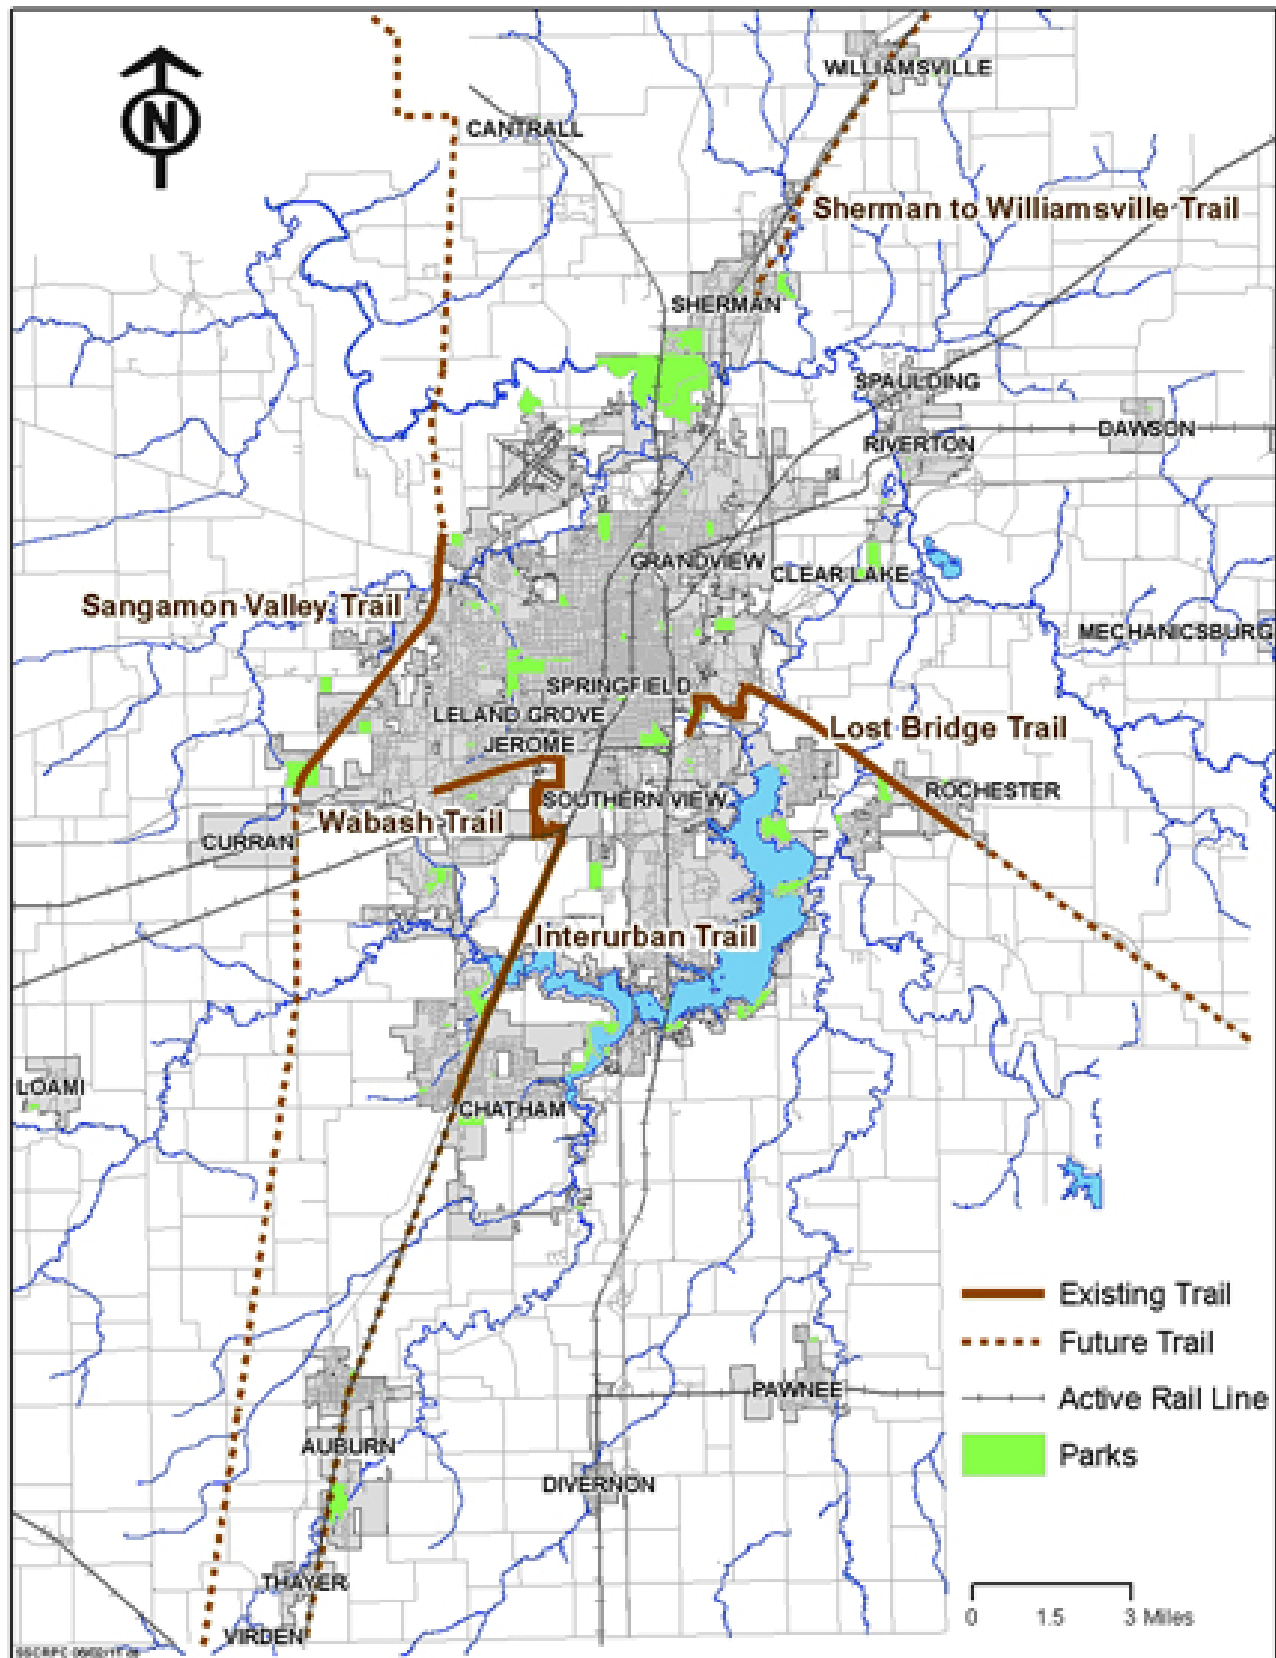 WILLIAMSVILLE
N
CANTRALL
Sherman to Williamsville Trail
SHERMAN
SPAULDING
DAWSON
RIVERTON
GRANDVIEW
CLEAR LAKE
Sangamon Valley Trail
MECHANICSBURG
SPRINGFIELD
LELAND GROVE
Lost Bridge Trail
JEROME
ROCHESTER
SOUTHERN VIEW
Wabash Trail
CURRAN
Interurban Trail
LOAMI
CHATHAM
Existing Trail
Future Trail
PAWNEE
Active Rail Line
AUBURN
Parks
DIVERNON
THAYER
0 1.5 3 Miles
VIRDEN